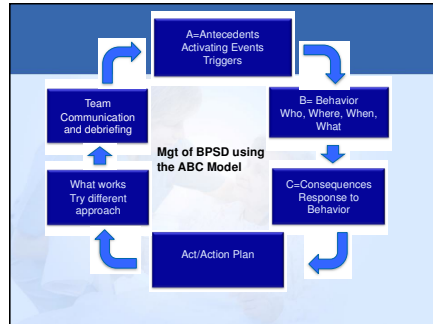 A=Antecedents
Activating Events
Triggers
B= Behavior
Who, Where, When,
What
C=Consequences
Response to
Behavior
Act/Action Plan
What works
Try different
approach
Team
Communication
and debriefing
Mgt of BPSD using
the ABC Model